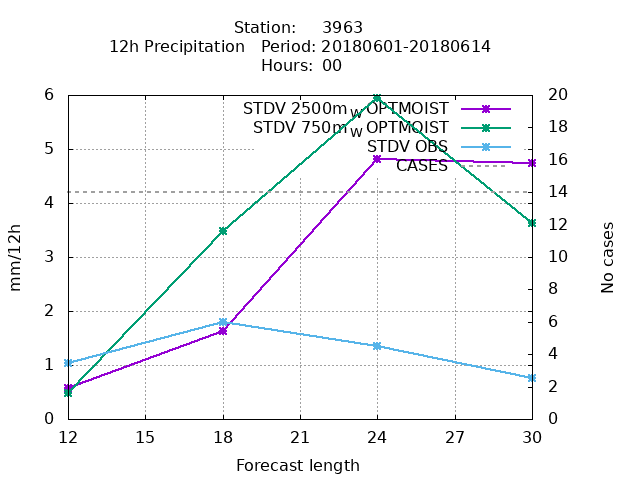 Station: 3963
12h Precipitation Period: 20180601-20180614
Hours: 00
STDV 2500m_W OPTMOIST
STDV 750m_W OPTMOIST
STDV OBS
CASES
6
5
4
3
2
1
0
20
18
16
14
12
10
8
6
4
2
0
mm/12h
No cases
12 15 18 21 24 27 30
Forecast length